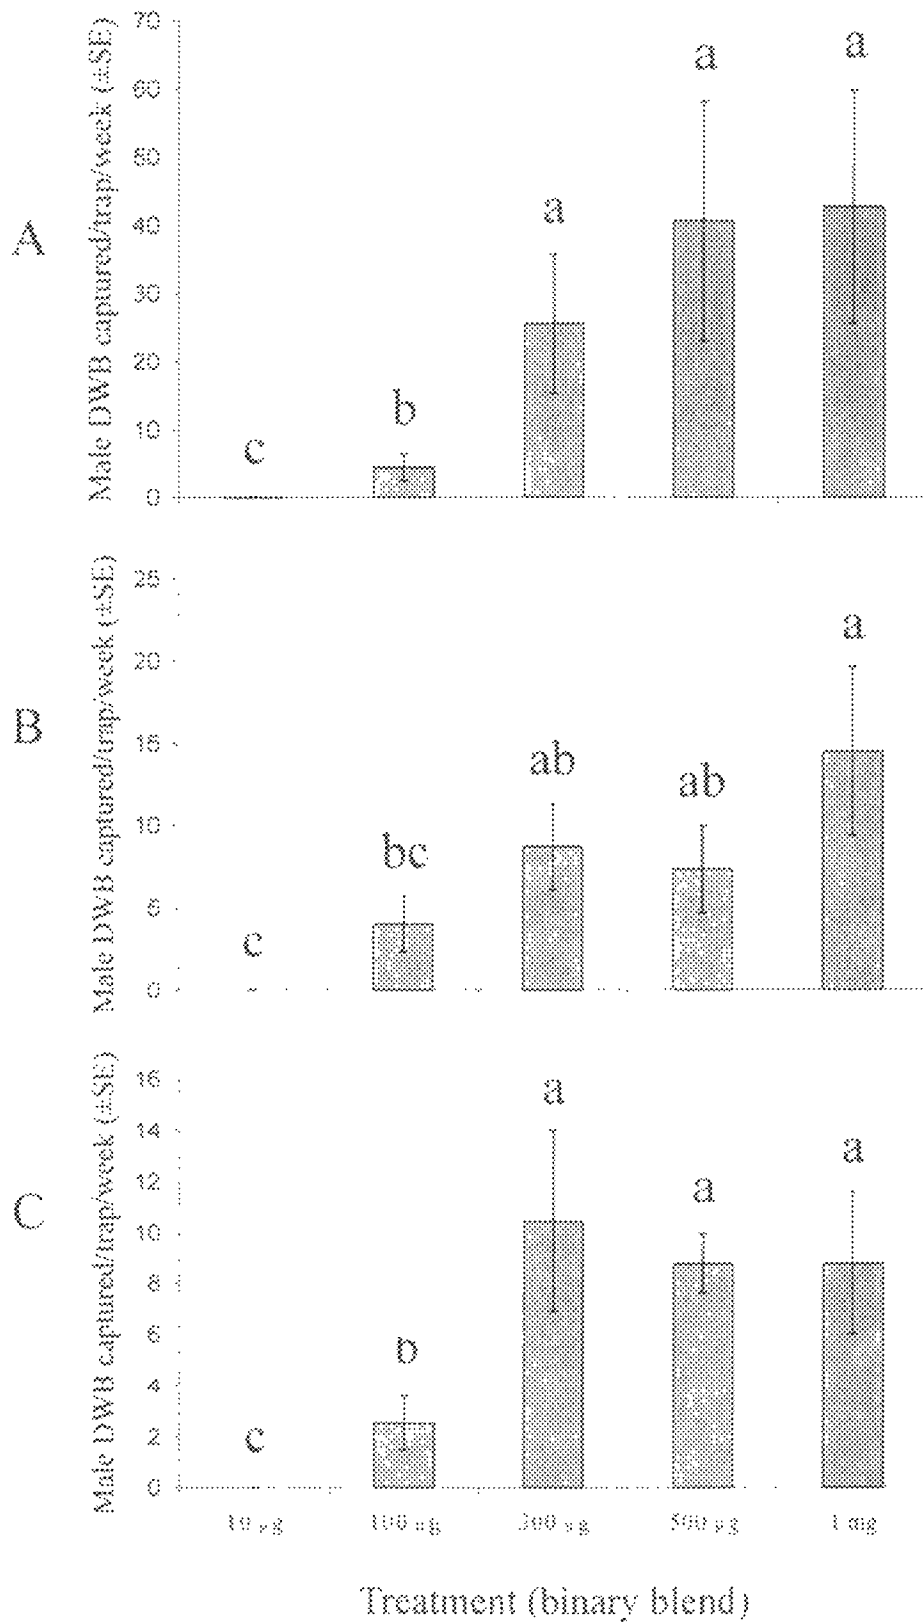 A
Male DWB captured/trap/week (±SE)
70
60
50
40
30
20
10
0
c
b
a
a
a
B
Male DWB captured/trap/week (±SE)
25
20
15
10
5
0
c
bc
ab
ab
a
C
Male DWB captured/trap/week (±SE)
16
14
12
10
8
6
4
2
0
c
b
a
a
a
10 µg 100 µg 300 µg 500 µg 1 mg
Treatment (binary blend)